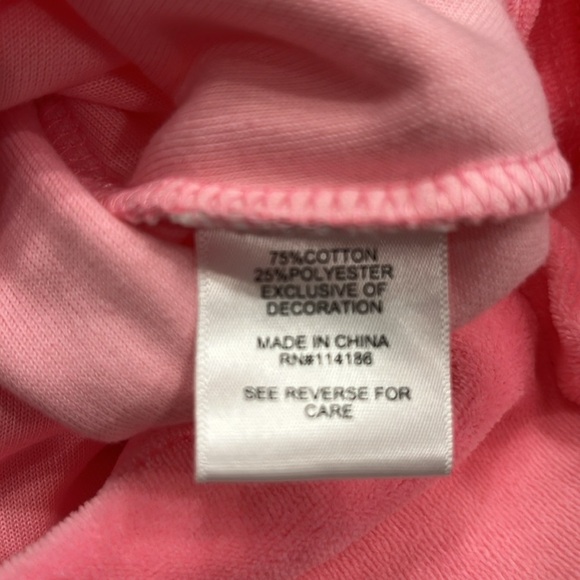 75%COTTON
25%POLYESTER
EXCLUSIVE OF
DECORATION
MADE IN CHINA
RN#114186
SEE REVERSE FOR
CARE